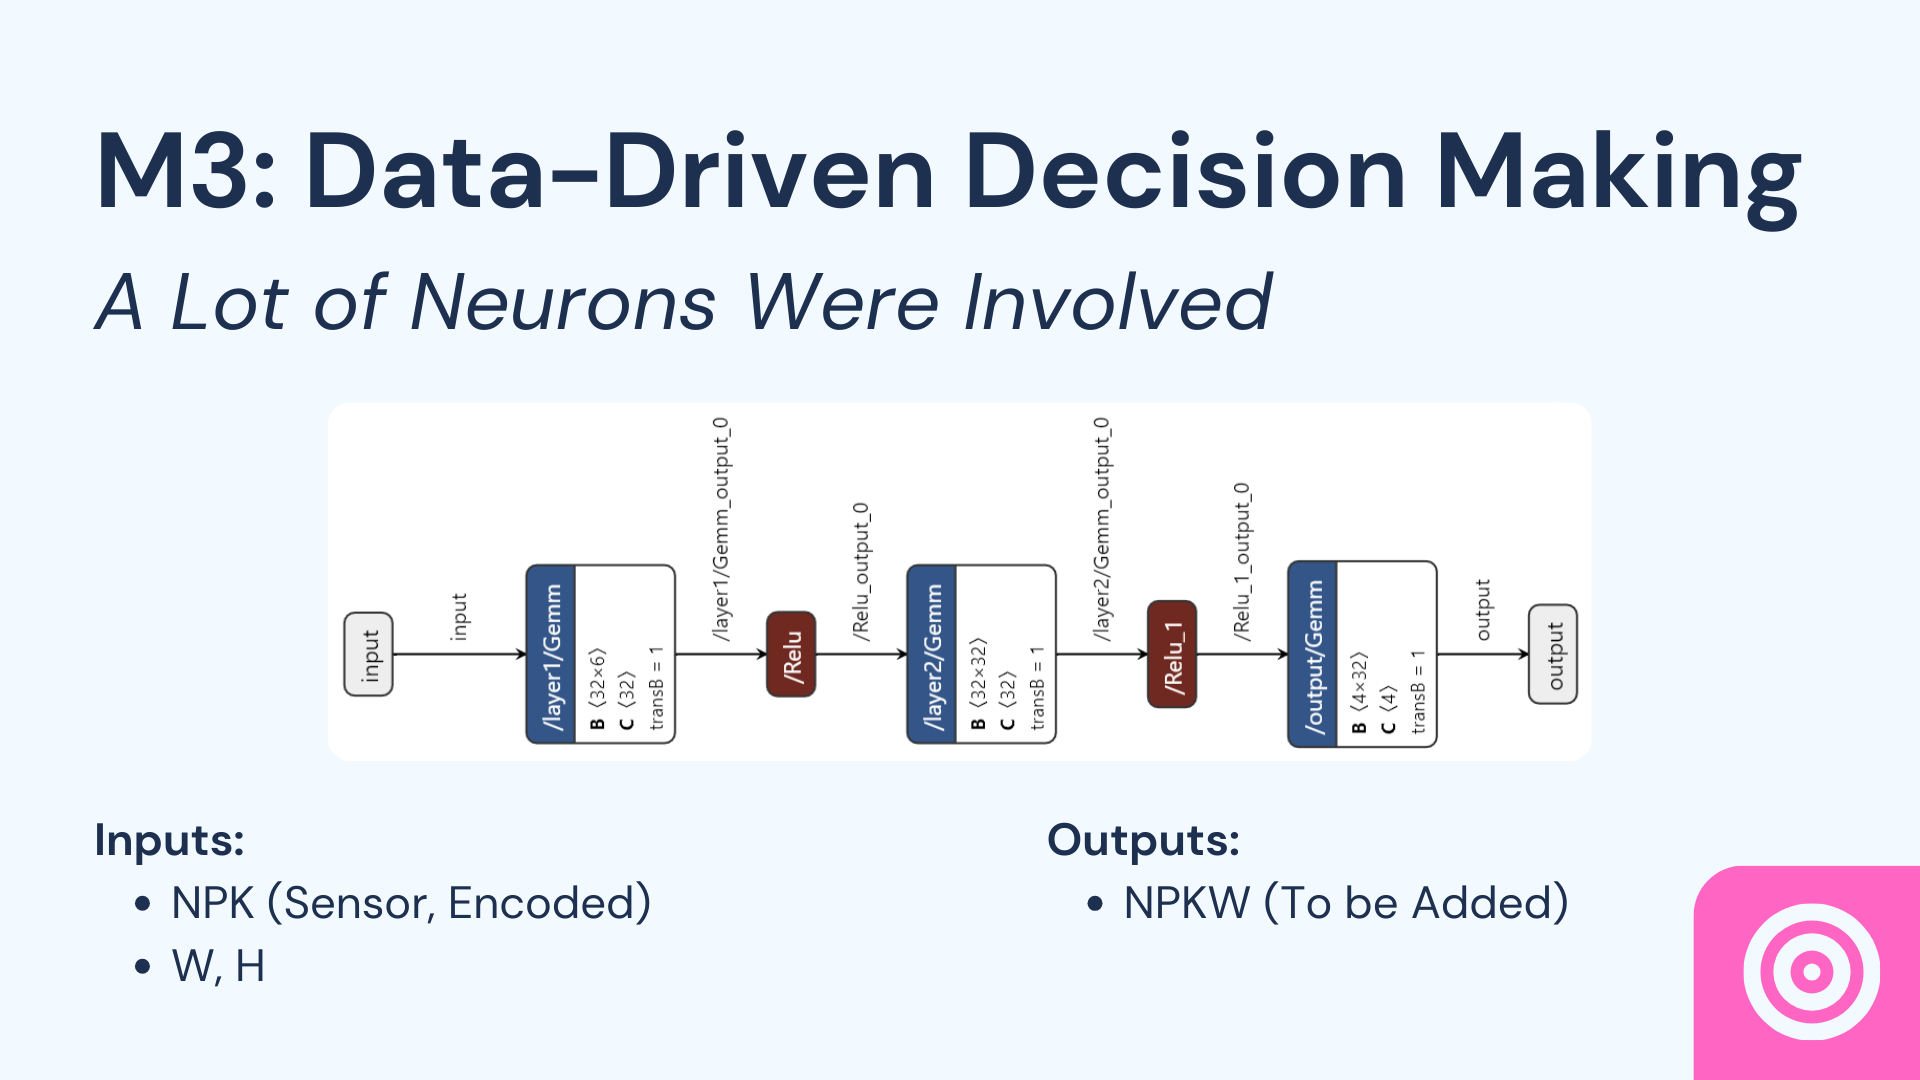 M3: Data-Driven Decision Making
A Lot of Neurons Were Involved
input
input
/layer1/Gemm
B ⟨32×6⟩
C ⟨32⟩
transB = 1
/layer1/Gemm_output_0
/Relu
/Relu_output_0
/layer2/Gemm
B ⟨32×32⟩
C ⟨32⟩
transB = 1
/layer2/Gemm_output_0
/Relu_1
/Relu_1_output_0
/output/Gemm
B ⟨4×32⟩
C ⟨4⟩
transB = 1
output
output
Inputs:
• NPK (Sensor, Encoded)
• W, H
Outputs:
• NPKW (To be Added)